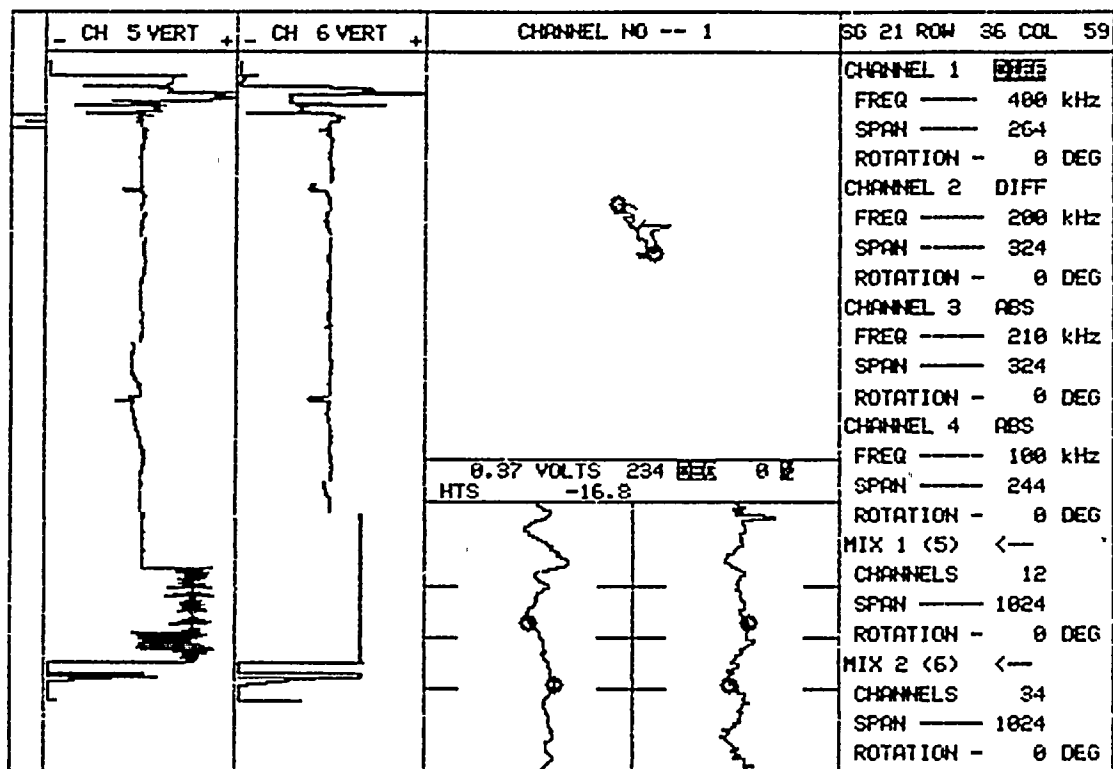 - CH 5 VERT +
- CH 6 VERT +
CHANNEL NO -- 1
SG 21 ROW 36 COL 59
CHANNEL 1
FREQ —— 400 kHz
SPAN —— 264
ROTATION - 0 DEG
CHANNEL 2 DIFF
FREQ —— 200 kHz
SPAN —— 324
ROTATION - 0 DEG
CHANNEL 3 ABS
FREQ —— 210 kHz
SPAN —— 324
ROTATION - 0 DEG
CHANNEL 4 ABS
FREQ —— 100 kHz
SPAN —— 244
ROTATION - 0 DEG
MIX 1 (5) <--
CHANNELS 12
SPAN —— 1024
ROTATION - 0 DEG
MIX 2 (6) <--
CHANNELS 34
SPAN —— 1024
ROTATION - 0 DEG
0.37 VOLTS 234 0
HTS -16.8